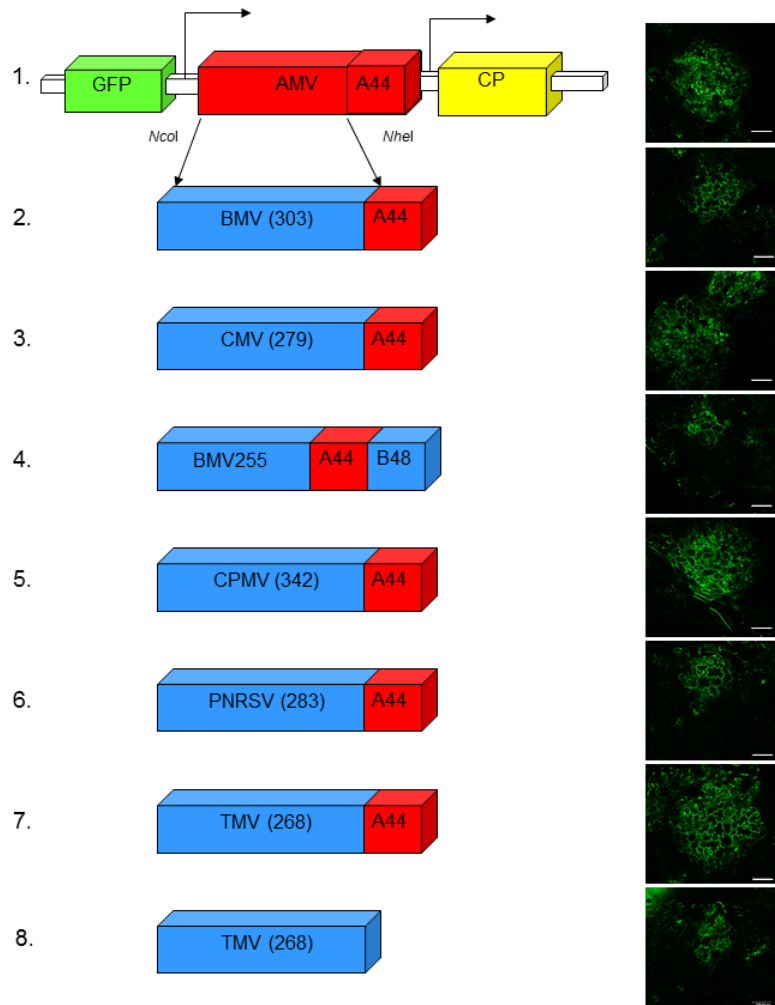 1.
GFP
AMV
A44
CP
NcoI
NheI
2.
BMV (303)
A44
3.
CMV (279)
A44
4.
BMV255
A44
B48
5.
CPMV (342)
A44
6.
PNRSV (283)
A44
7.
TMV (268)
A44
8.
TMV (268)